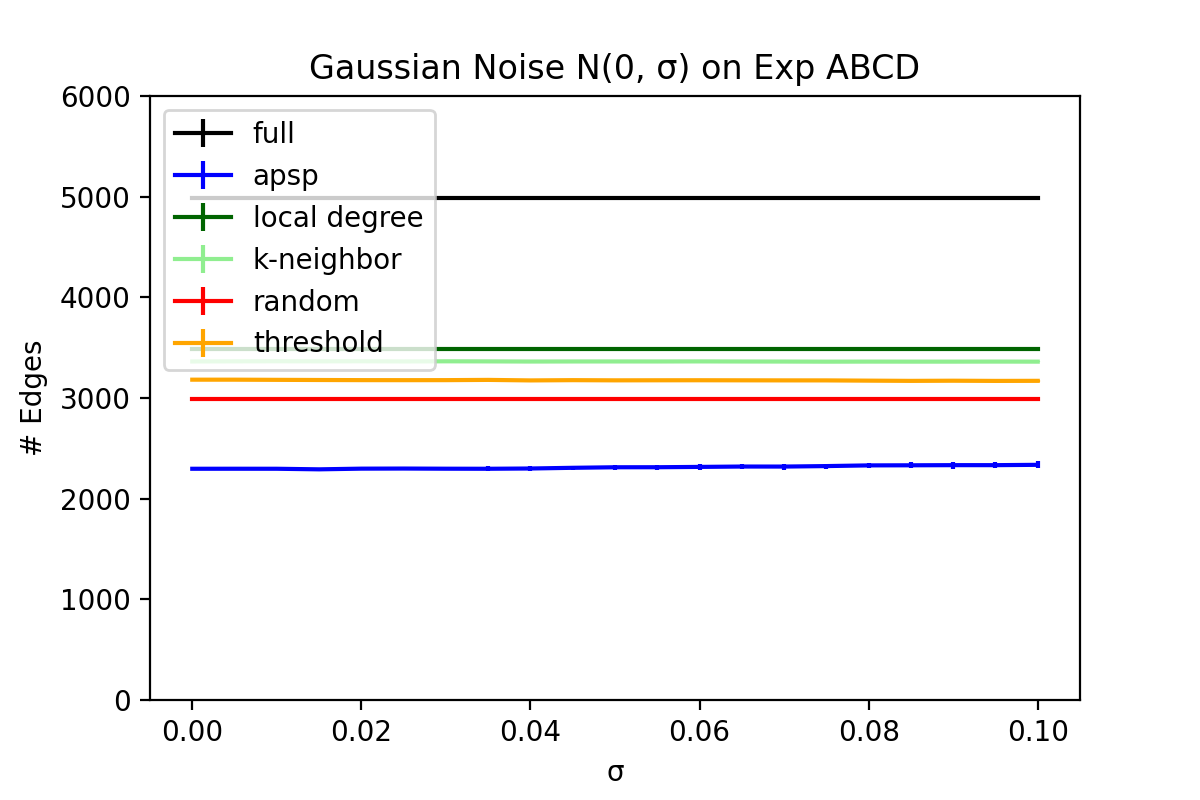 Gaussian Noise N(0, σ) on Exp ABCD
6000
5000
4000
3000
2000
1000
0
# Edges
full
apsp
local degree
k-neighbor
random
threshold
0.00 0.02 0.04 0.06 0.08 0.10
σ